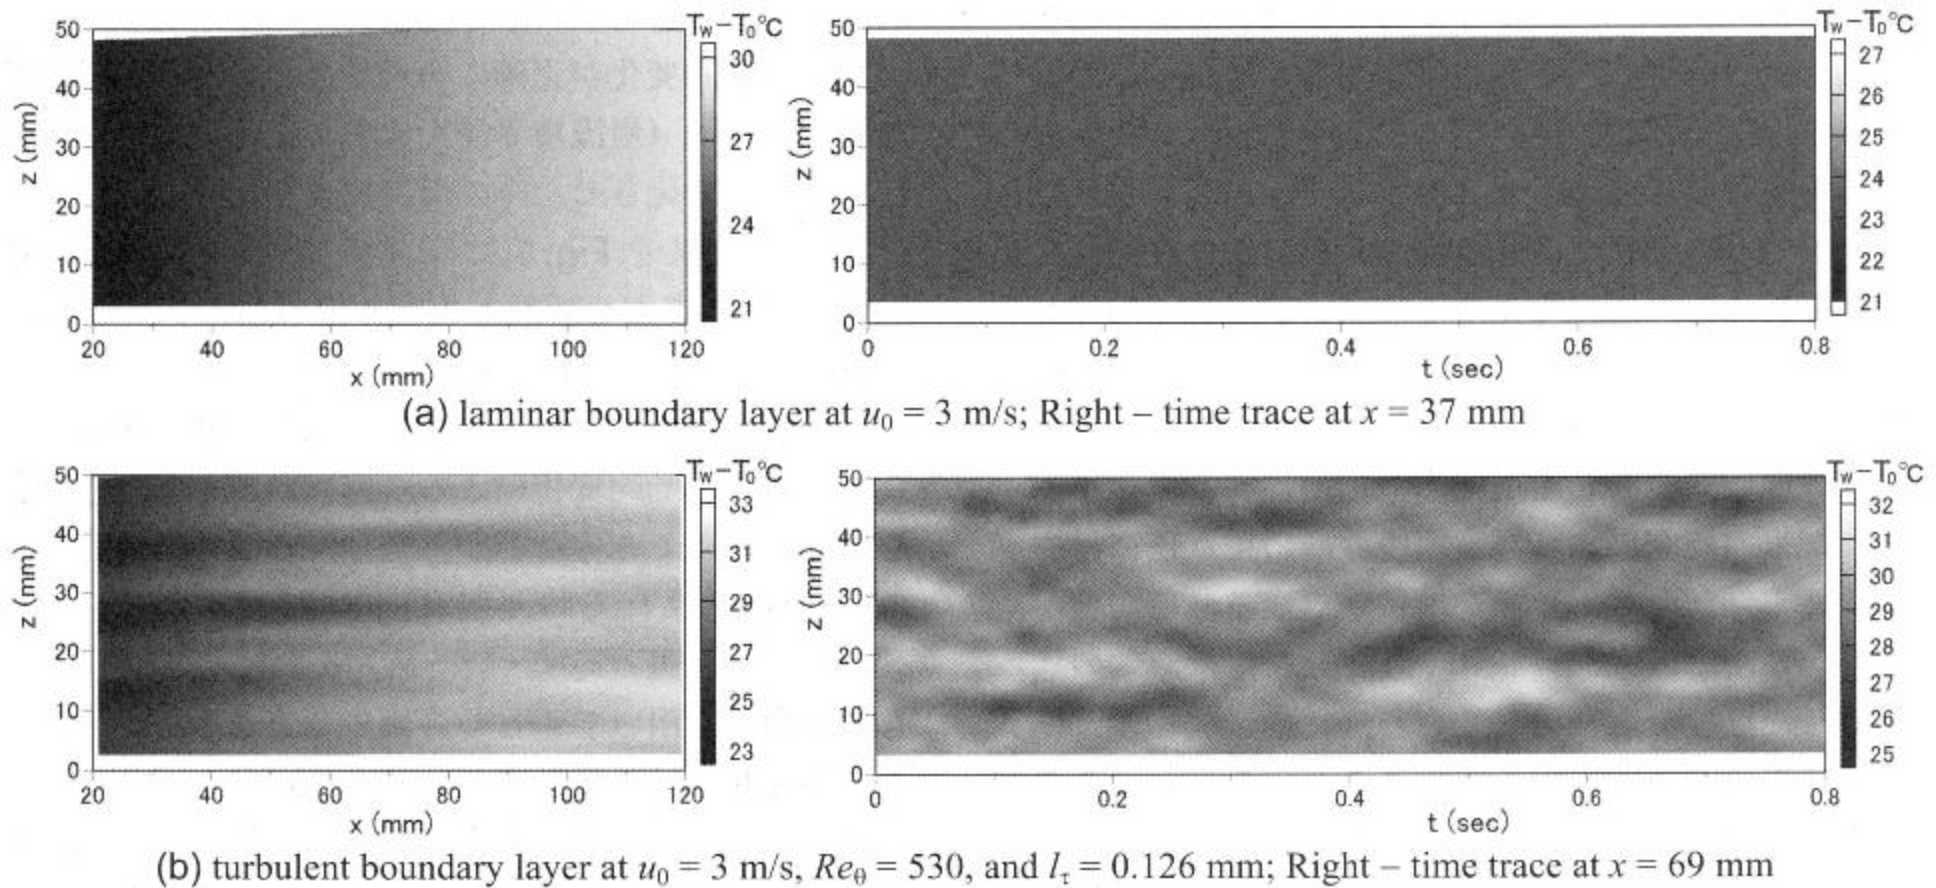 Tw−T0℃
50
40
30
20
10
0
z (mm)
20 40 60 80 100 120
x (mm)
30
27
24
21
Tw−T0℃
50
40
30
20
10
0
z (mm)
0 0.2 0.4 0.6 0.8
t (sec)
27
26
25
24
23
22
21
(a) laminar boundary layer at u0 = 3 m/s; Right – time trace at x = 37 mm
Tw−T0℃
50
40
30
20
10
0
z (mm)
20 40 60 80 100 120
x (mm)
33
31
29
27
25
23
Tw−T0℃
50
40
30
20
10
0
z (mm)
0 0.2 0.4 0.6 0.8
t (sec)
32
31
30
29
28
27
26
25
(b) turbulent boundary layer at u0 = 3 m/s, Reθ = 530, and lτ = 0.126 mm; Right – time trace at x = 69 mm